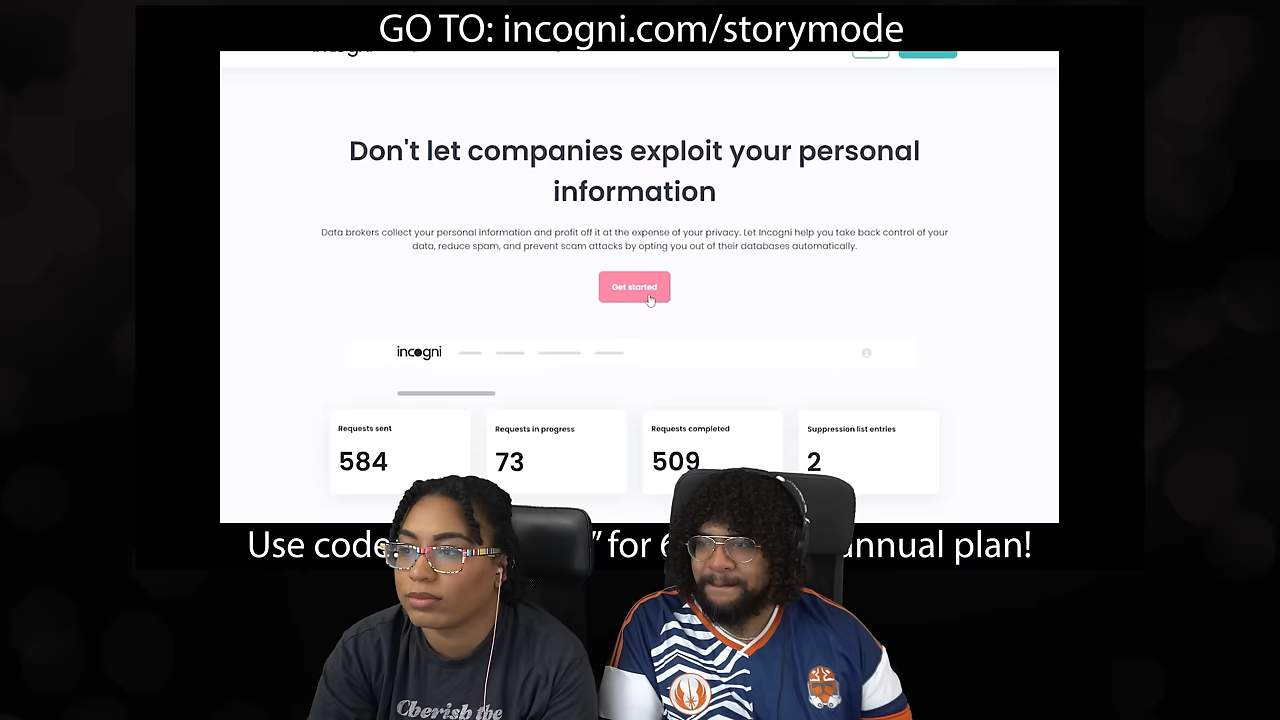 GO TO: incogni.com/storymode
Don't let companies exploit your personal
information
Data brokers collect your personal information and profit off it at the expense of your privacy. Let Incogni help you take back control of your
data, reduce spam, and prevent scam attacks by opting you out of their databases automatically.
Get started
incogni
Requests sent
Requests in progress
Requests completed
Suppression list entries
584
73
509
2
Use code ” for 6 annual plan!
Cherish the